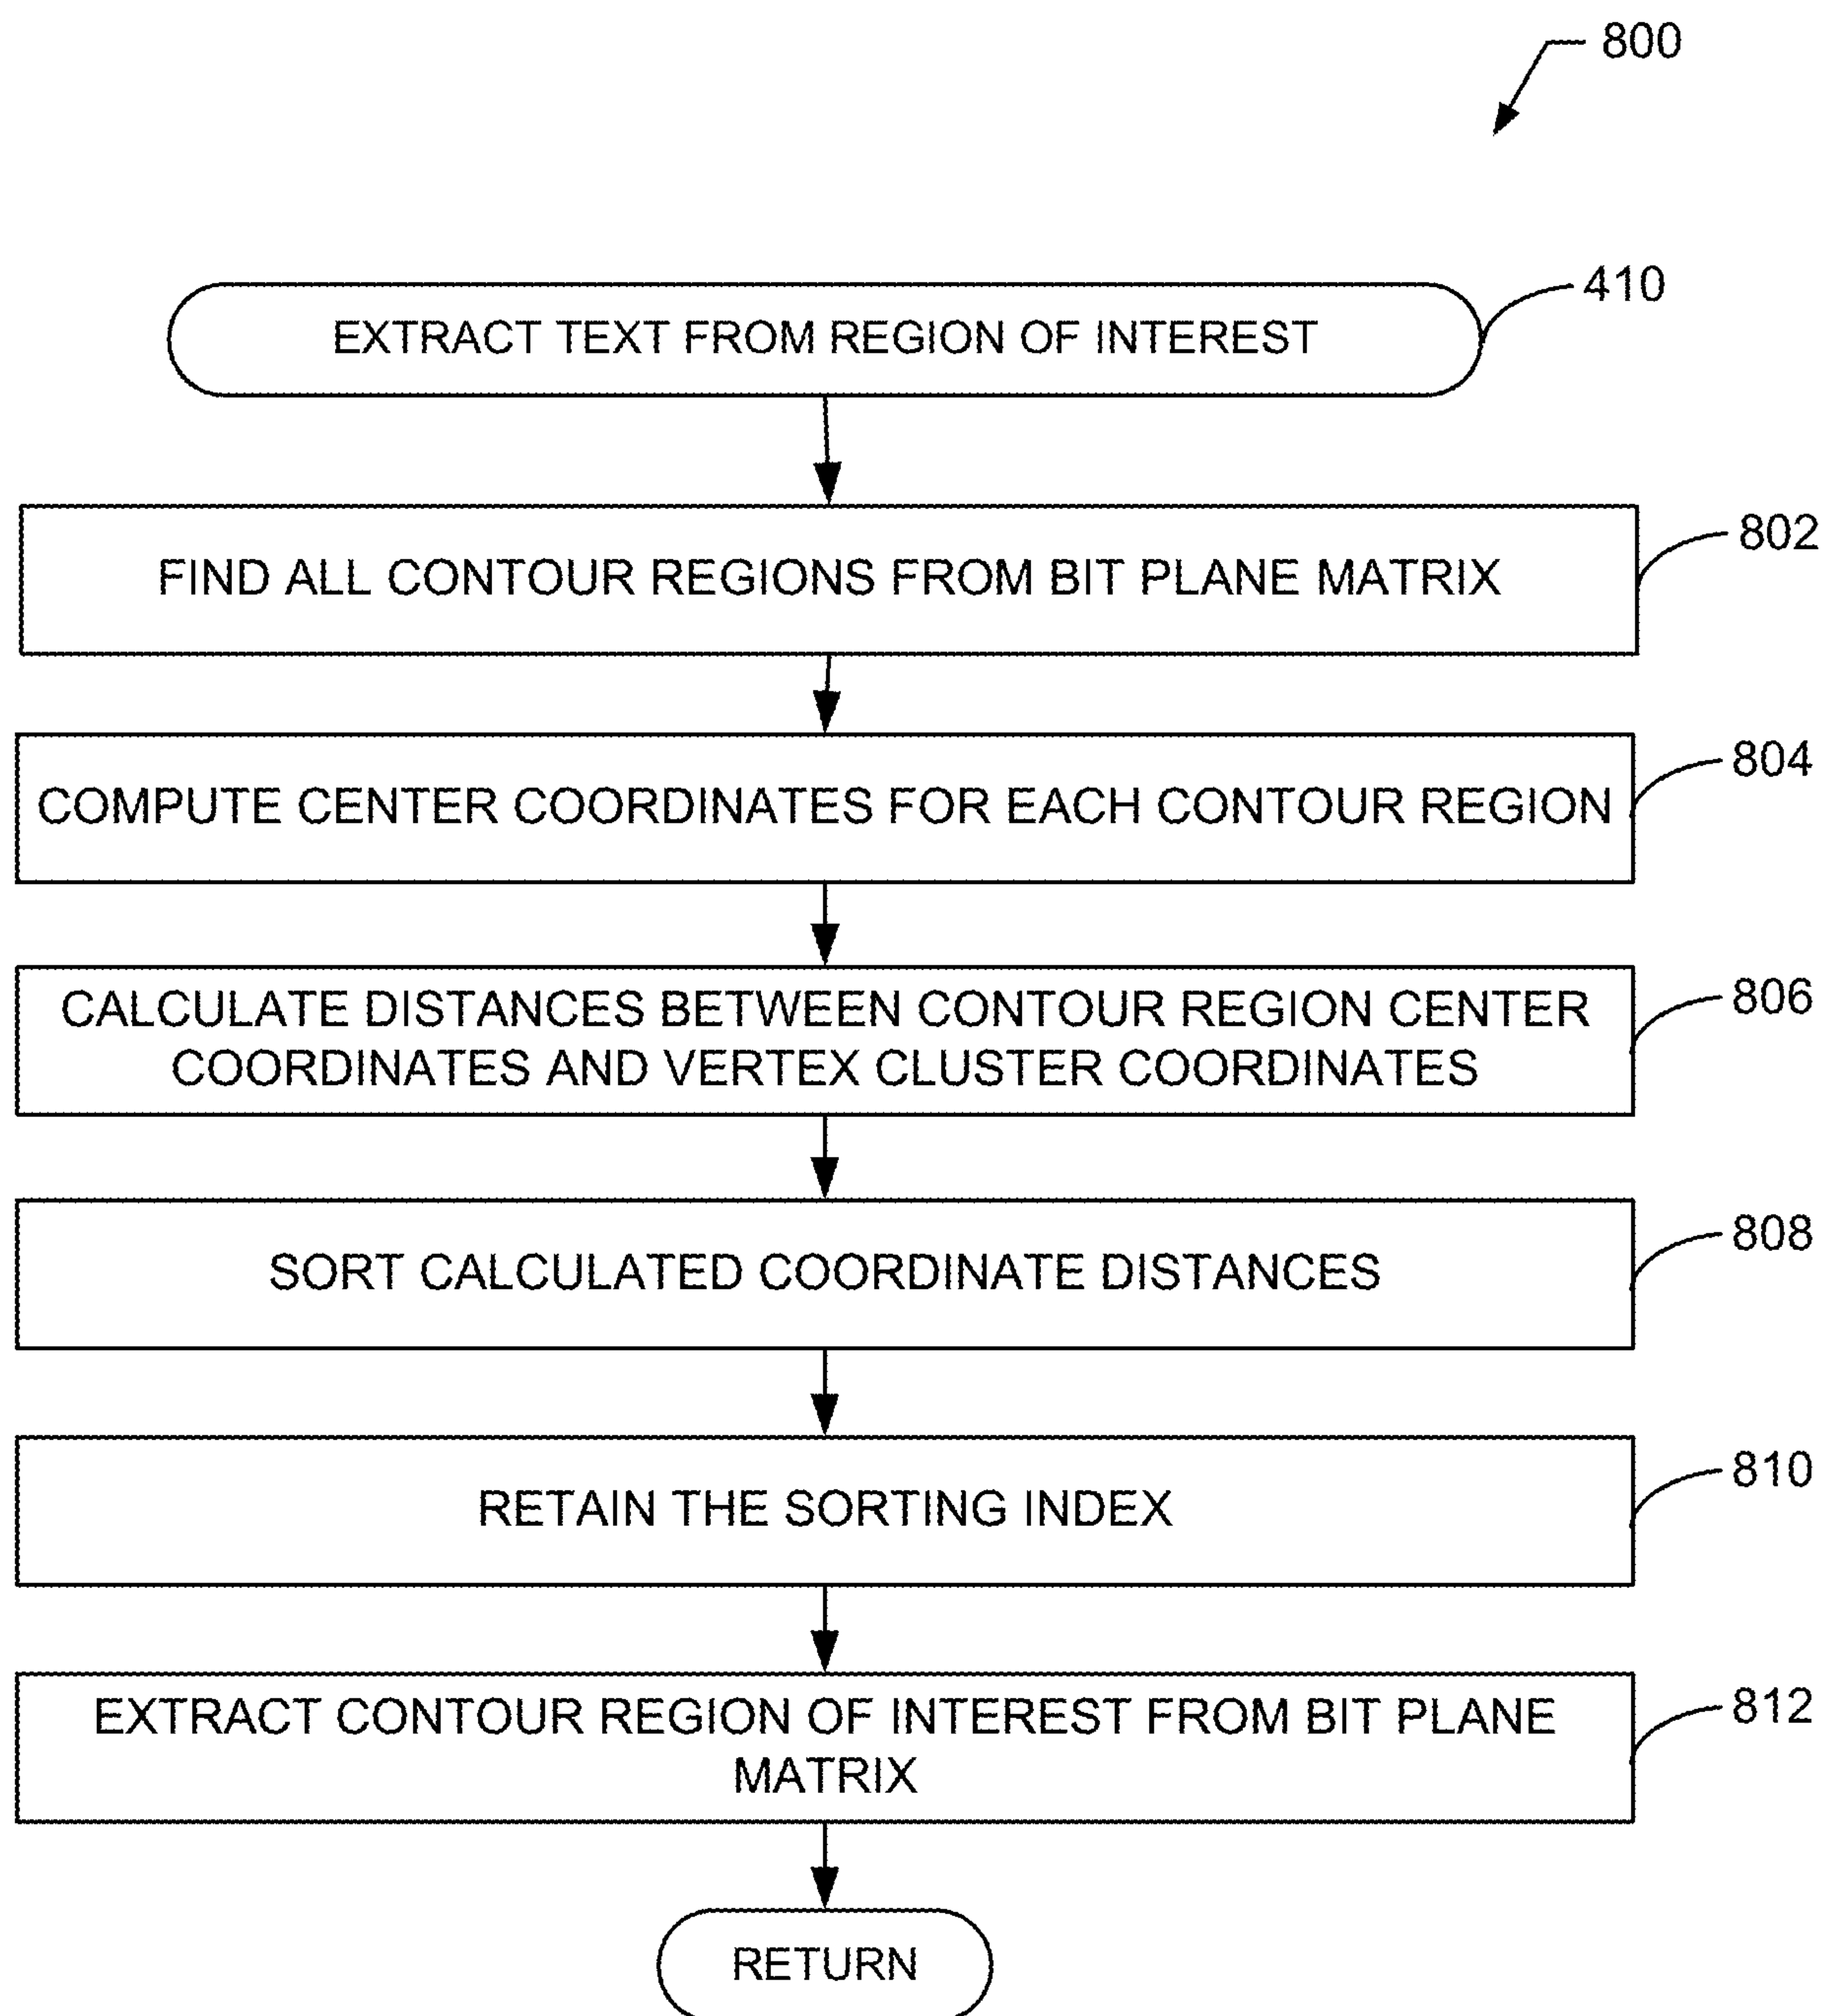 800
410
EXTRACT TEXT FROM REGION OF INTEREST
802
FIND ALL CONTOUR REGIONS FROM BIT PLANE MATRIX
804
COMPUTE CENTER COORDINATES FOR EACH CONTOUR REGION
806
CALCULATE DISTANCES BETWEEN CONTOUR REGION CENTER
COORDINATES AND VERTEX CLUSTER COORDINATES
808
SORT CALCULATED COORDINATE DISTANCES
810
RETAIN THE SORTING INDEX
812
EXTRACT CONTOUR REGION OF INTEREST FROM BIT PLANE
MATRIX
RETURN